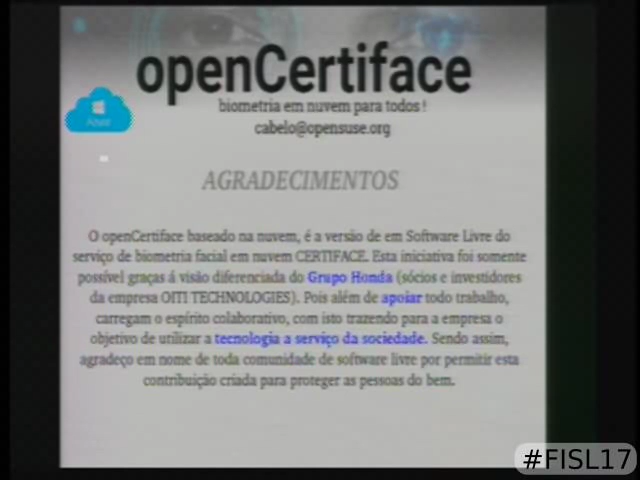 openCertiface
biometria em nuvem para todos !
cabelo@opensuse.org
Azure
AGRADECIMENTOS
O openCertiface baseado na nuvem, é a versão de em Software Livre do
serviço de biometria facial em nuvem CERTIFACE. Esta iniciativa foi somente
possível graças á visão diferenciada do Grupo Honda (sócios e investidores
da empresa OITI TECHNOLOGIES). Pois além de apoiar todo trabalho,
carregam o espírito colaborativo, com isto trazendo para a empresa o
objetivo de utilizar a tecnologia a serviço da sociedade. Sendo assim,
agradeço em nome de toda comunidade de software livre por permitir esta
contribuição criada para proteger as pessoas do bem.
#FISL17